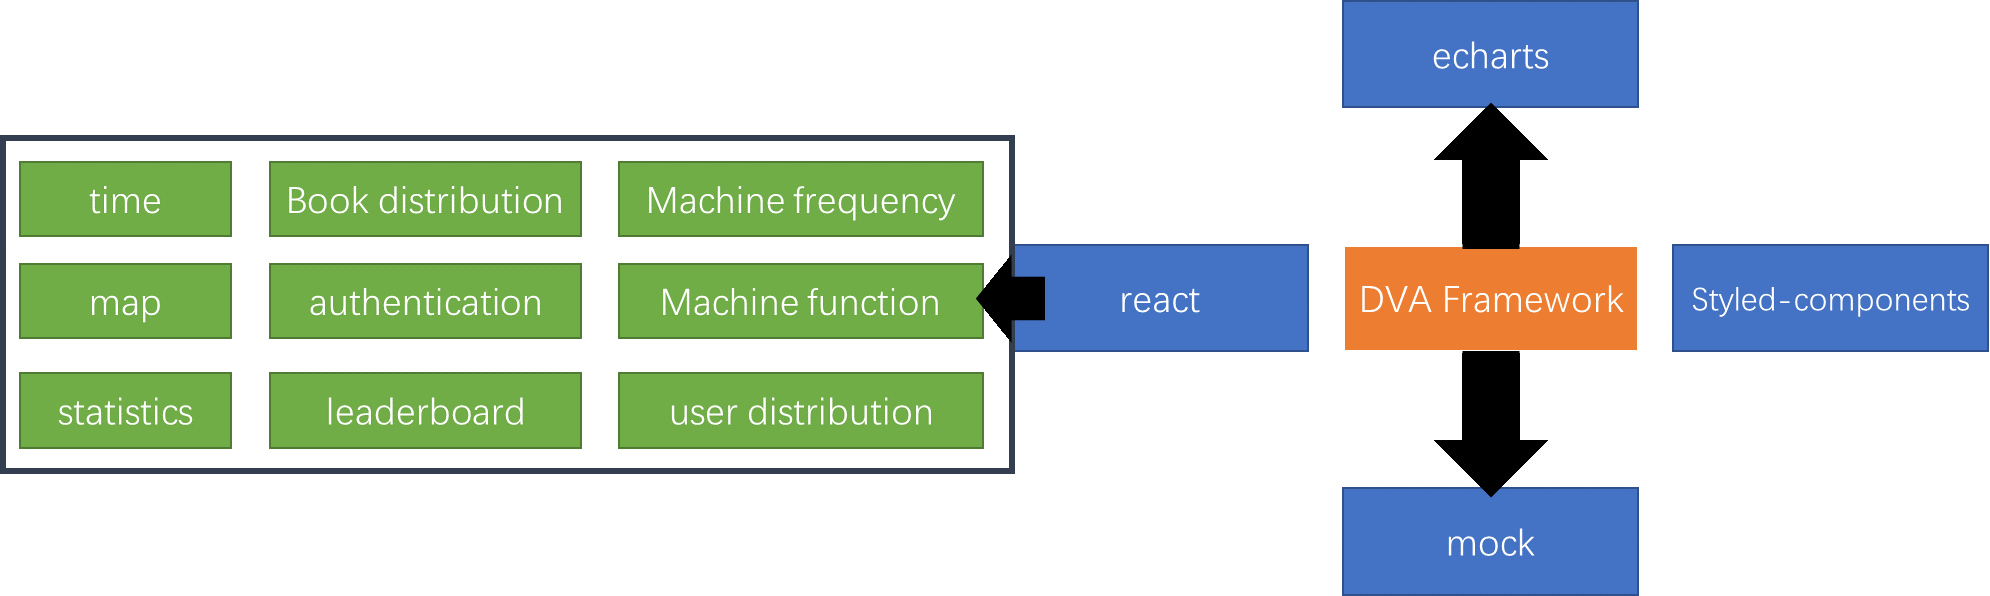 echarts
time
Book distribution
Machine frequency
map
authentication
Machine function
react
DVA Framework
Styled-components
statistics
leaderboard
user distribution
mock